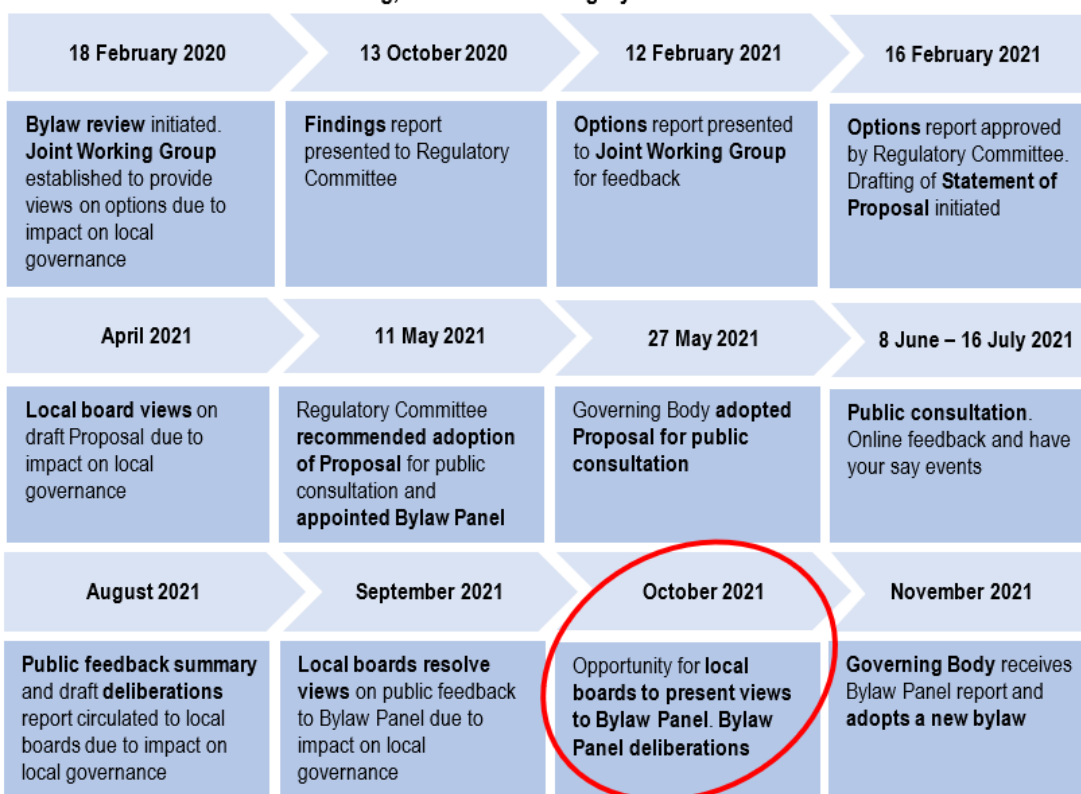 18 February 2020
13 October 2020
12 February 2021
16 February 2021
Bylaw review initiated.
Joint Working Group
established to provide
views on options due to
impact on local
governance
Findings report
presented to Regulatory
Committee
Options report presented
to Joint Working Group
for feedback
Options report approved
by Regulatory Committee.
Drafting of Statement of
Proposal initiated
April 2021
11 May 2021
27 May 2021
8 June – 16 July 2021
Local board views on
draft Proposal due to
impact on local
governance
Regulatory Committee
recommended adoption
of Proposal for public
consultation and
appointed Bylaw Panel
Governing Body adopted
Proposal for public
consultation
Public consultation.
Online feedback and have
your say events
August 2021
September 2021
October 2021
November 2021
Public feedback summary
and draft deliberations
report circulated to local
boards due to impact on
local governance
Local boards resolve
views on public feedback
to Bylaw Panel due to
impact on local
governance
Opportunity for local
boards to present views
to Bylaw Panel. Bylaw
Panel deliberations
Governing Body receives
Bylaw Panel report and
adopts a new bylaw